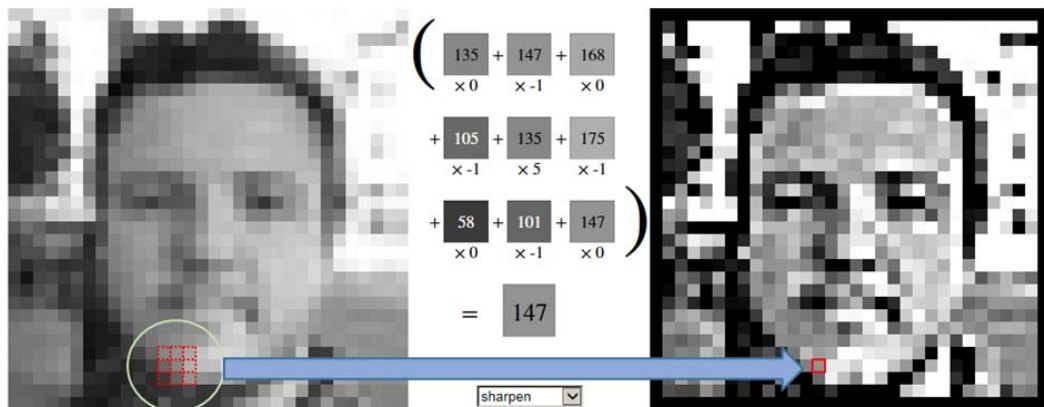 ( 135 + 147 + 168
× 0 × -1 × 0
+ 105 + 135 + 175
× -1 × 5 × -1
+ 58 + 101 + 147 )
× 0 × -1 × 0
= 147
sharpen